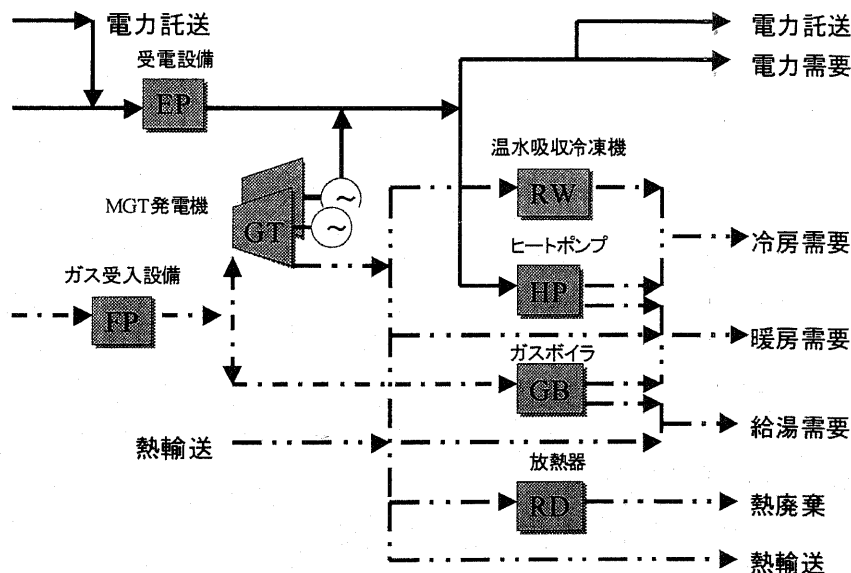 電力託送
受電設備
EP
電力託送
電力需要
温水吸収冷凍機
RW
MGT発電機
GT
~
~
冷房需要
ヒートポンプ
HP
ガス受入設備
FP
暖房需要
ガスボイラ
GB
給湯需要
熱輸送
放熱器
RD
熱廃棄
熱輸送